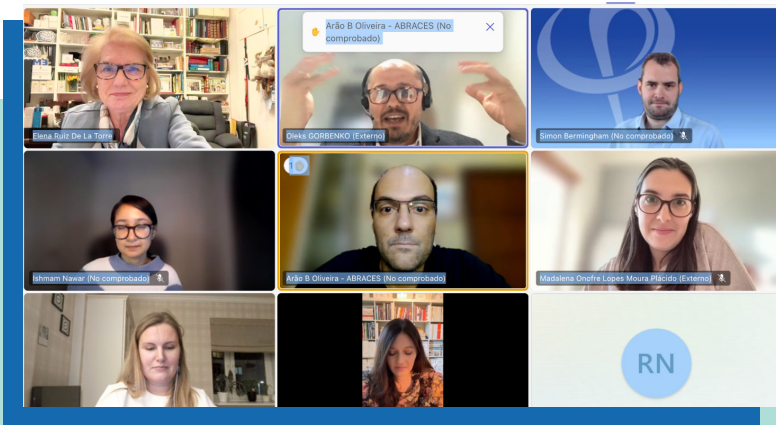 Arão B Oliveira - ABRACES (No
comprobado)
Elena Ruiz De La Torre
Oleks GORBENKO (Externo)
Simon Bermingham (No comprobado)
Ishmam Nawar (No comprobado)
1
Arão B Oliveira - ABRACES (No comprobado)
Madalena Onofre Lopes Moura Plácido (Externo)
RN